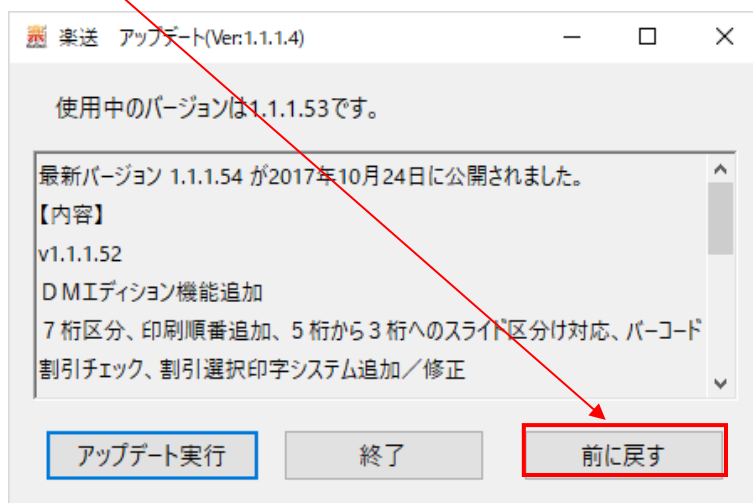 楽送 アップデート(Ver:1.1.1.4)
使用中のバージョンは1.1.1.53です。
最新バージョン 1.1.1.54 が2017年10月24日に公開されました。
【内容】
v1.1.1.52
ＤＭエディション機能追加
７桁区分、印刷順番追加、５桁から３桁へのスライド区分け対応、バーコード
割引チェック、割引選択印字システム追加／修正
アップデート実行 終了 前に戻す